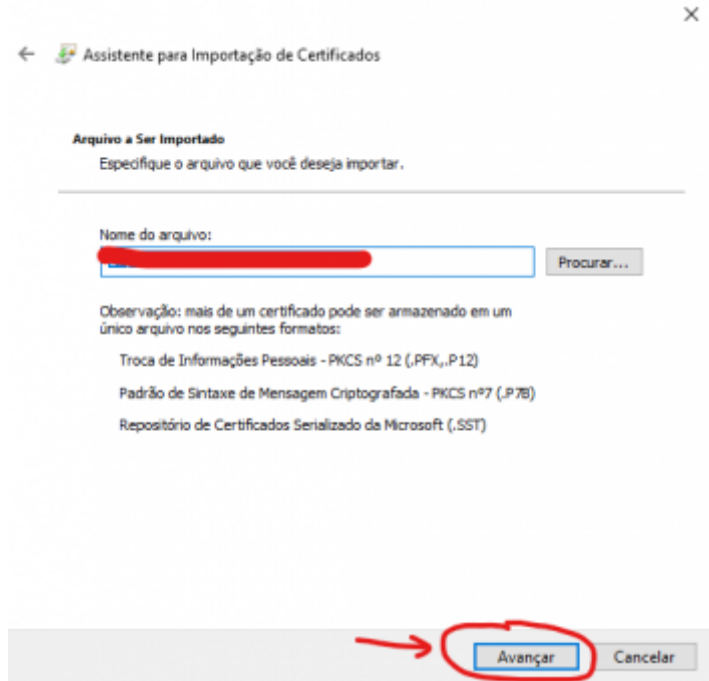 Assistente para Importação de Certificados
Arquivo a Ser Importado
Especifique o arquivo que você deseja importar.
Nome do arquivo:
Procurar...
Observação: mais de um certificado pode ser armazenado em um
único arquivo nos seguintes formatos:
Troca de Informações Pessoais - PKCS nº 12 (.PFX,.P12)
Padrão de Sintaxe de Mensagem Criptografada - PKCS nº7 (.P7B)
Repositório de Certificados Serializado da Microsoft (.SST)
Avançar
Cancelar